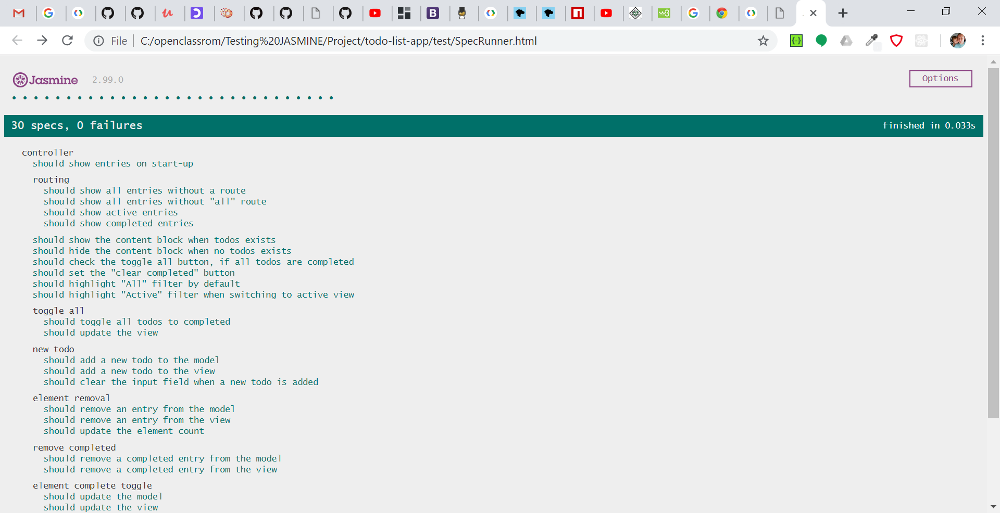 File C:/openclassrom/Testing%20JASMINE/Project/todo-list-app/test/SpecRunner.html
Jasmine 2.99.0
Options
30 specs, 0 failures
finished in 0.033s
controller
should show entries on start-up
routing
should show all entries without a route
should show all entries without "all" route
should show active entries
should show completed entries
should show the content block when todos exists
should hide the content block when no todos exists
should check the toggle all button, if all todos are completed
should set the "clear completed" button
should highlight "All" filter by default
should highlight "Active" filter when switching to active view
toggle all
should toggle all todos to completed
should update the view
new todo
should add a new todo to the model
should add a new todo to the view
should clear the input field when a new todo is added
element removal
should remove an entry from the model
should remove an entry from the view
should update the element count
remove completed
should remove a completed entry from the model
should remove a completed entry from the view
element complete toggle
should update the model
should update the view